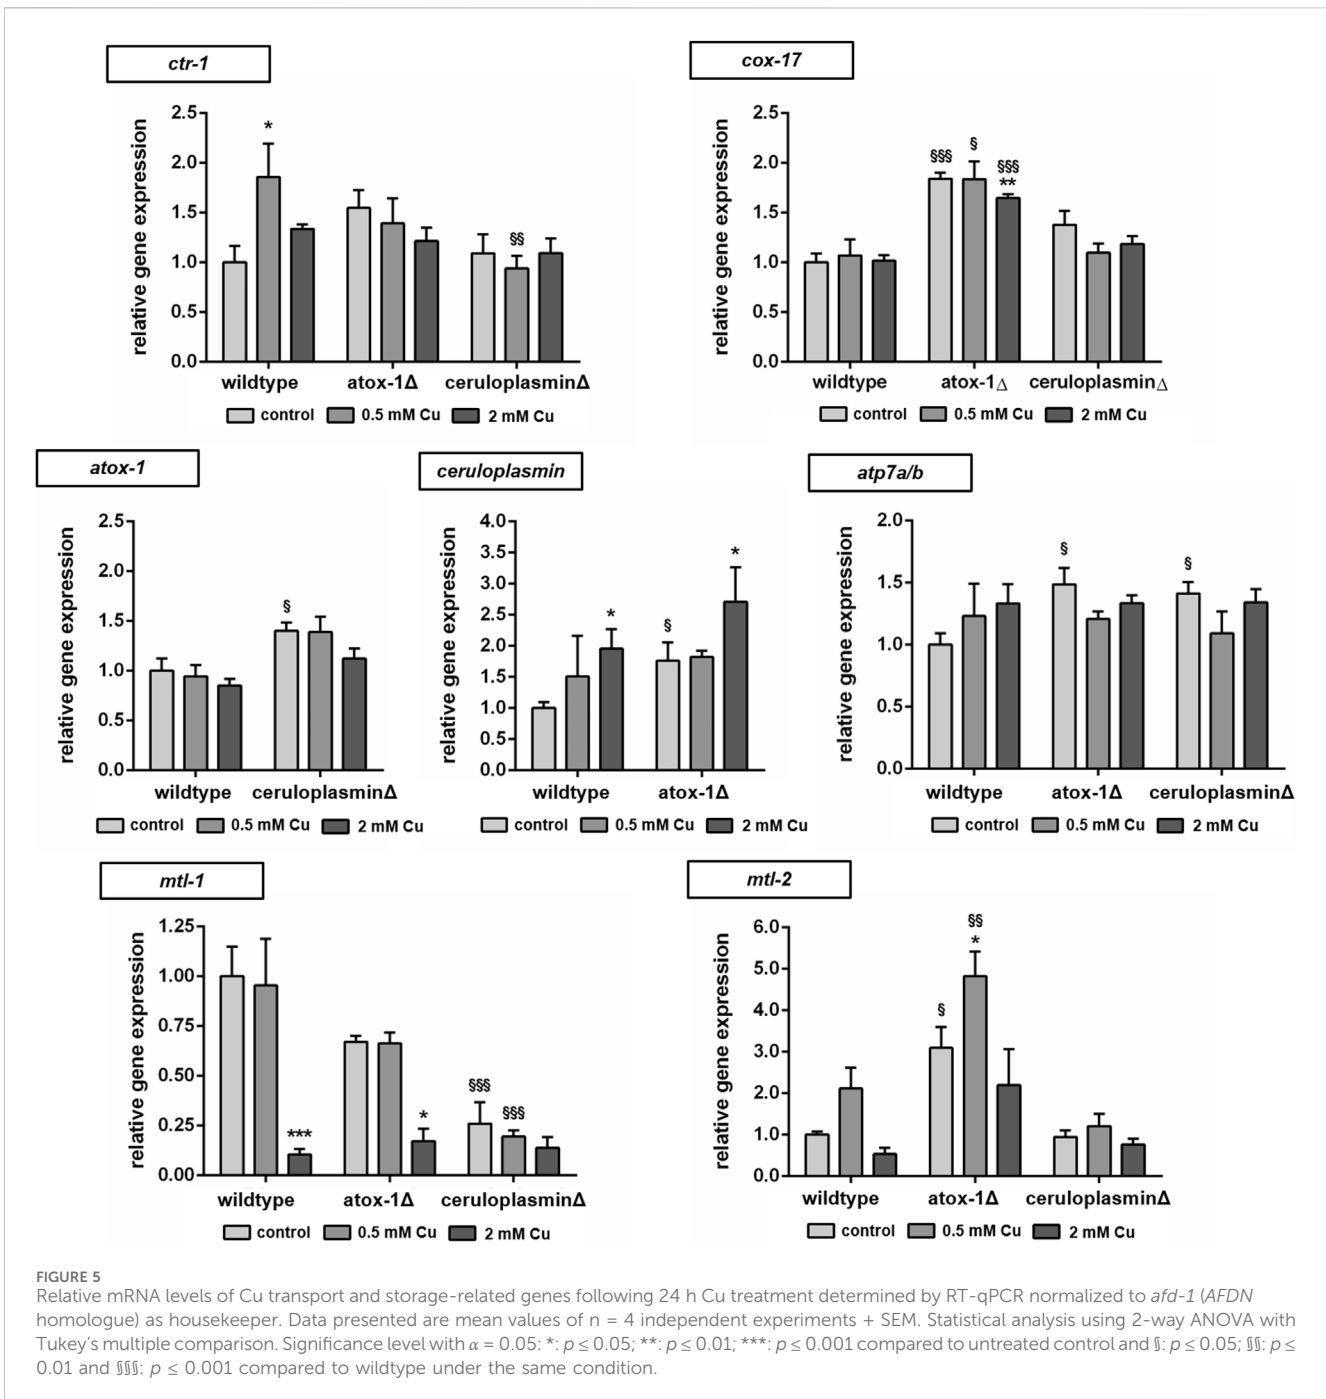 ctr-1
relative gene expression
2.5
2.0
1.5
1.0
0.5
0.0
*
§§
wildtype atox-1Δ ceruloplasminΔ
control 0.5 mM Cu 2 mM Cu
cox-17
relative gene expression
2.5
2.0
1.5
1.0
0.5
0.0
§§§
§
§§§
**
wildtype atox-1Δ ceruloplasminΔ
control 0.5 mM Cu 2 mM Cu
atox-1
relative gene expression
2.5
2.0
1.5
1.0
0.5
0.0
§
wildtype ceruloplasminΔ
control 0.5 mM Cu 2 mM Cu
ceruloplasmin
relative gene expression
4.0
3.5
3.0
2.5
2.0
1.5
1.0
0.5
0.0
*
§
*
wildtype atox-1Δ
control 0.5 mM Cu 2 mM Cu
atp7a/b
relative gene expression
2.0
1.5
1.0
0.5
0.0
§
§
wildtype atox-1Δ ceruloplasminΔ
control 0.5 mM Cu 2 mM Cu
mtl-1
relative gene expression
1.25
1.00
0.75
0.50
0.25
0.00
***
*
§§§
§§§
wildtype atox-1Δ ceruloplasminΔ
control 0.5 mM Cu 2 mM Cu
mtl-2
relative gene expression
6.0
5.0
4.0
3.0
2.0
1.0
0.0
§
§§
*
wildtype atox-1Δ ceruloplasminΔ
control 0.5 mM Cu 2 mM Cu
FIGURE 5
Relative mRNA levels of Cu transport and storage-related genes following 24 h Cu treatment determined by RT-qPCR normalized to afd-1 (AFDN
homologue) as housekeeper. Data presented are mean values of n = 4 independent experiments + SEM. Statistical analysis using 2-way ANOVA with
Tukey's multiple comparison. Significance level with α = 0.05: *: p ≤ 0.05; **: p ≤ 0.01; ***: p ≤ 0.001 compared to untreated control and §: p ≤ 0.05; §§: p ≤
0.01 and §§§: p ≤ 0.001 compared to wildtype under the same condition.